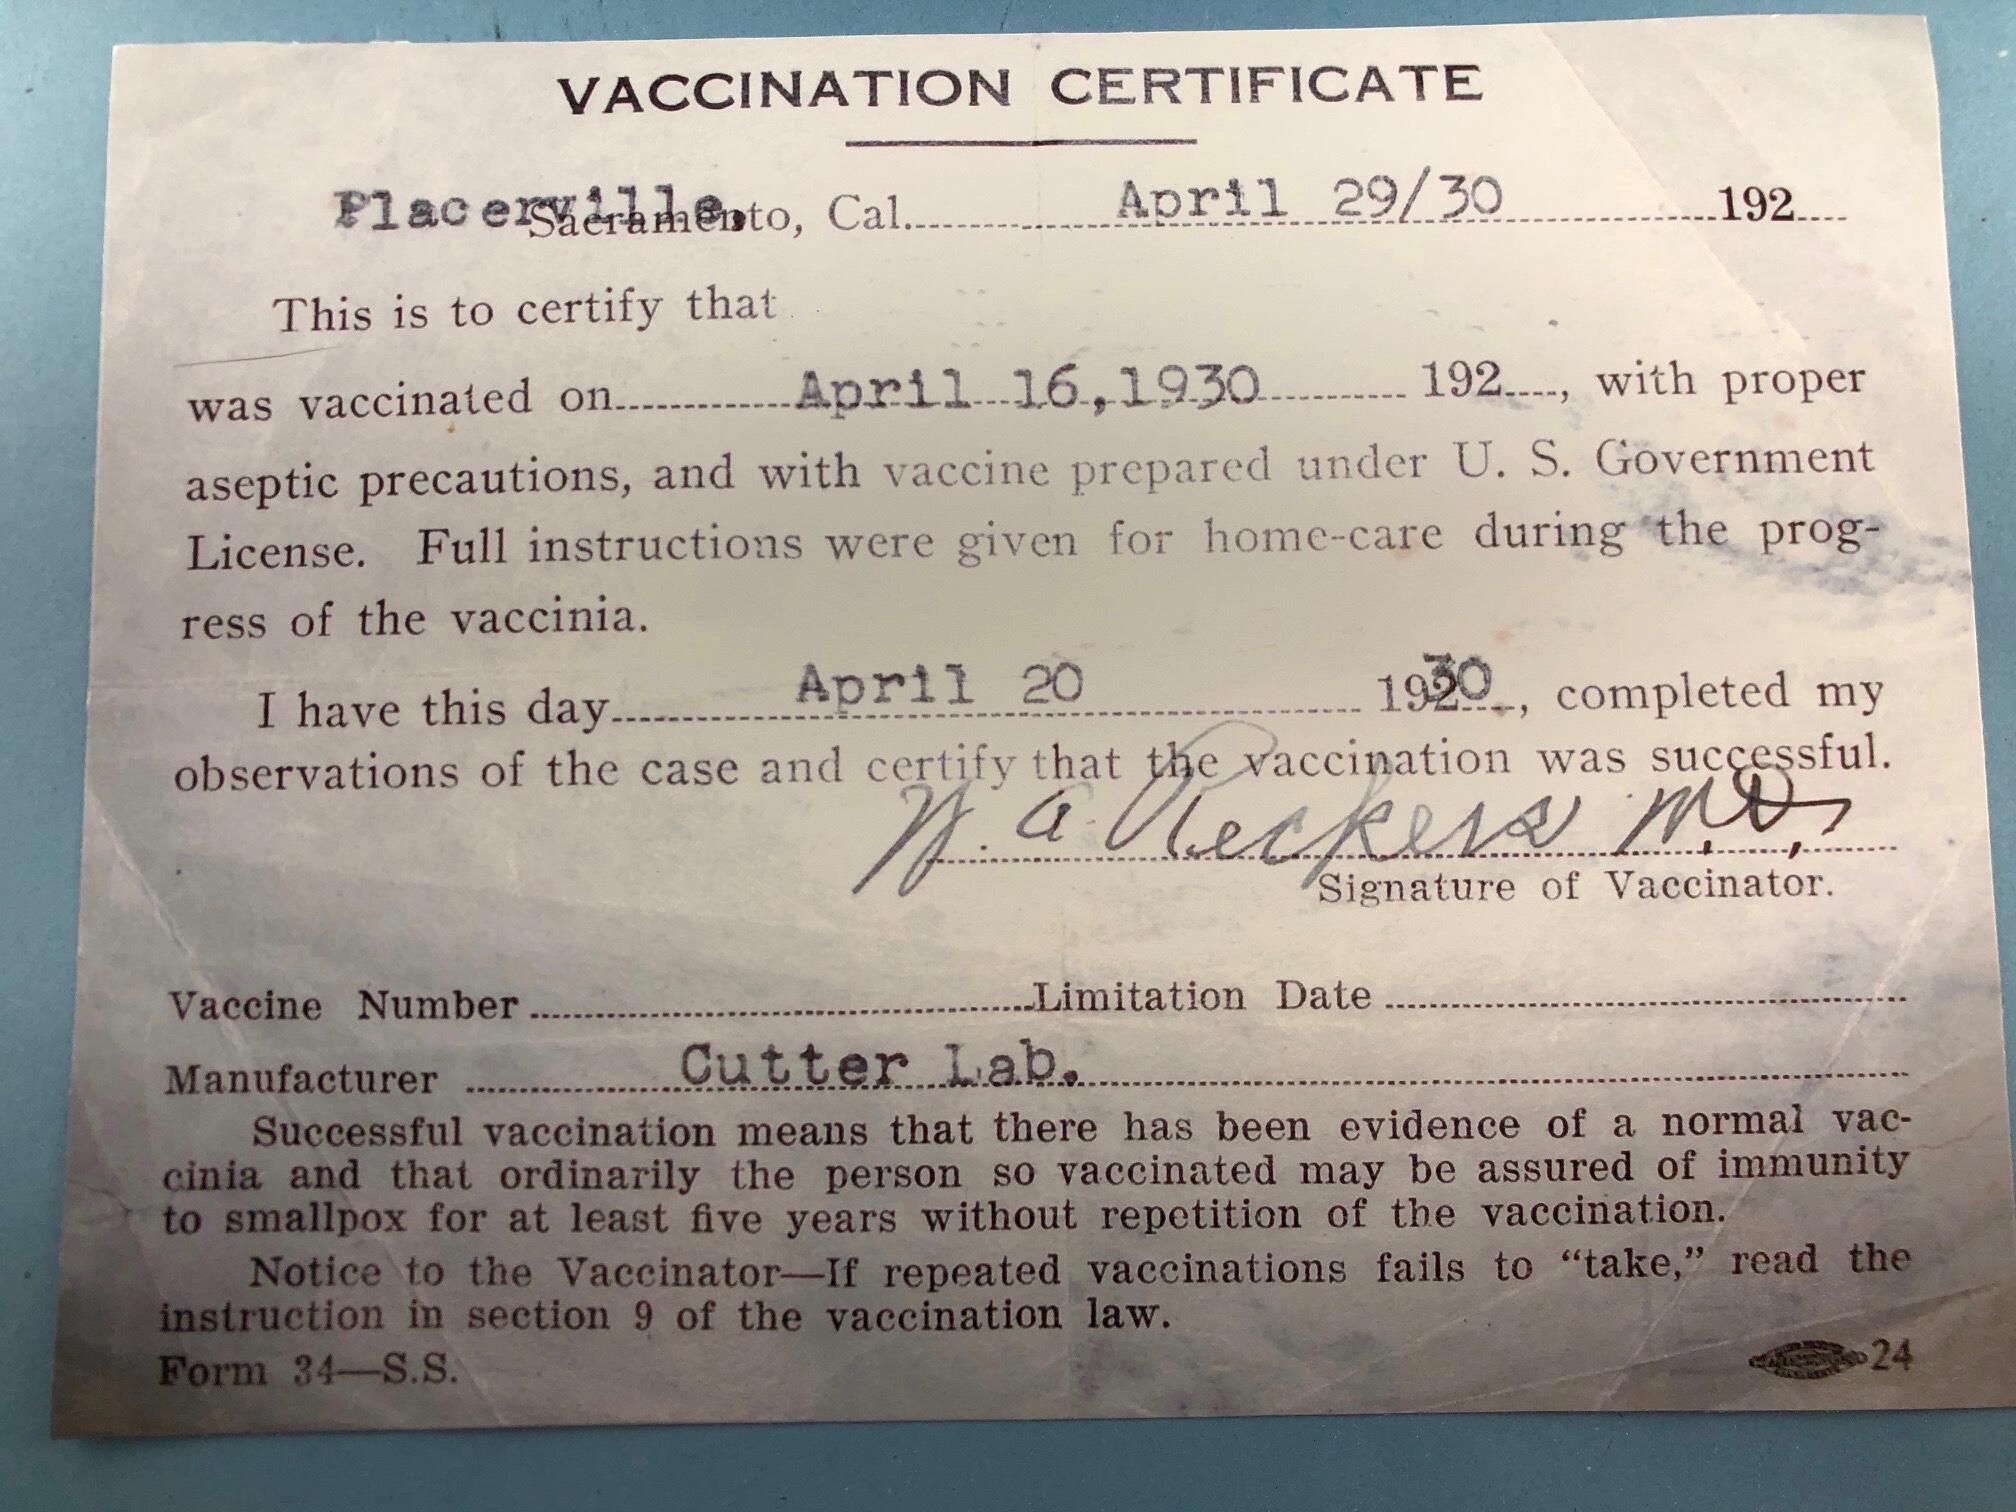 VACCINATION CERTIFICATE
Placerville, Sacramento, Cal. April 29/30 192
This is to certify that
was vaccinated on April 16, 1930 192 , with proper
aseptic precautions, and with vaccine prepared under U. S. Government
License. Full instructions were given for home-care during the prog-
ress of the vaccinia.
I have this day April 20 192 30 , completed my
observations of the case and certify that the vaccination was successful.
W. A. Reckers M.D.,
Signature of Vaccinator.
Vaccine Number Limitation Date
Manufacturer Cutter Lab.
Successful vaccination means that there has been evidence of a normal vac-
cinia and that ordinarily the person so vaccinated may be assured of immunity
to smallpox for at least five years without repetition of the vaccination.
Notice to the Vaccinator—If repeated vaccinations fails to “take,” read the
instruction in section 9 of the vaccination law.
Form 34—S.S.
24